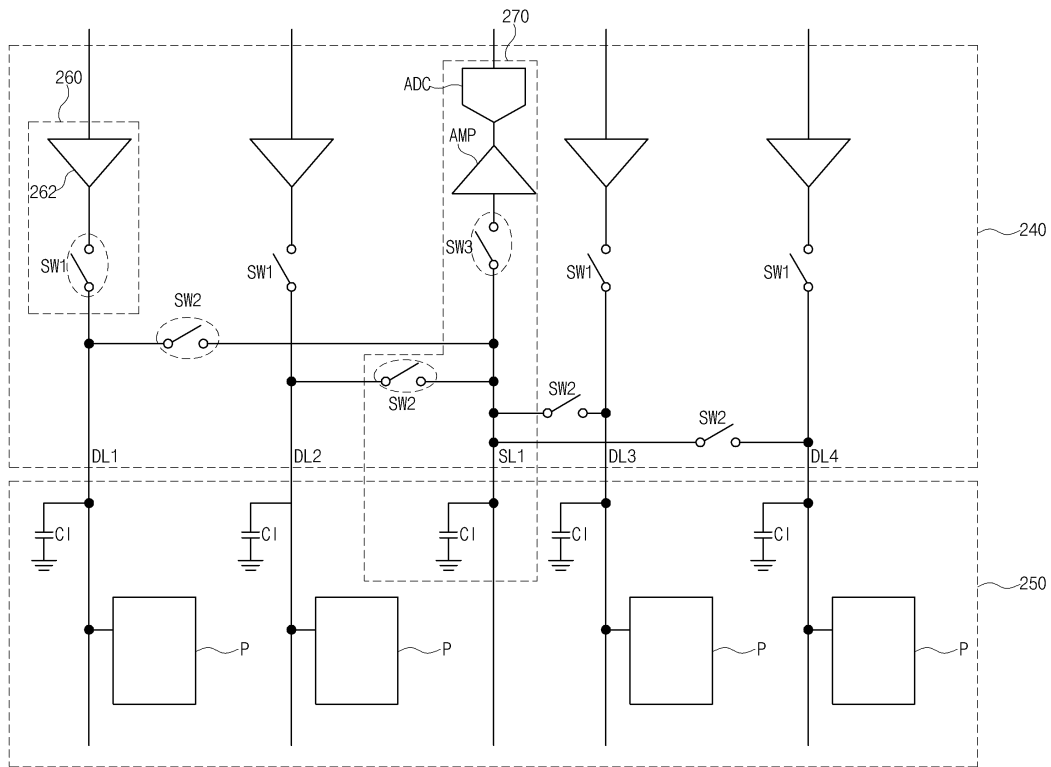 270
260
ADC
AMP
262
240
SW1
SW1
SW3
SW1
SW1
SW2
SW2
SW2
SW2
DL1
DL2
SL1
DL3
DL4
CI
CI
CI
CI
CI
250
P
P
P
P